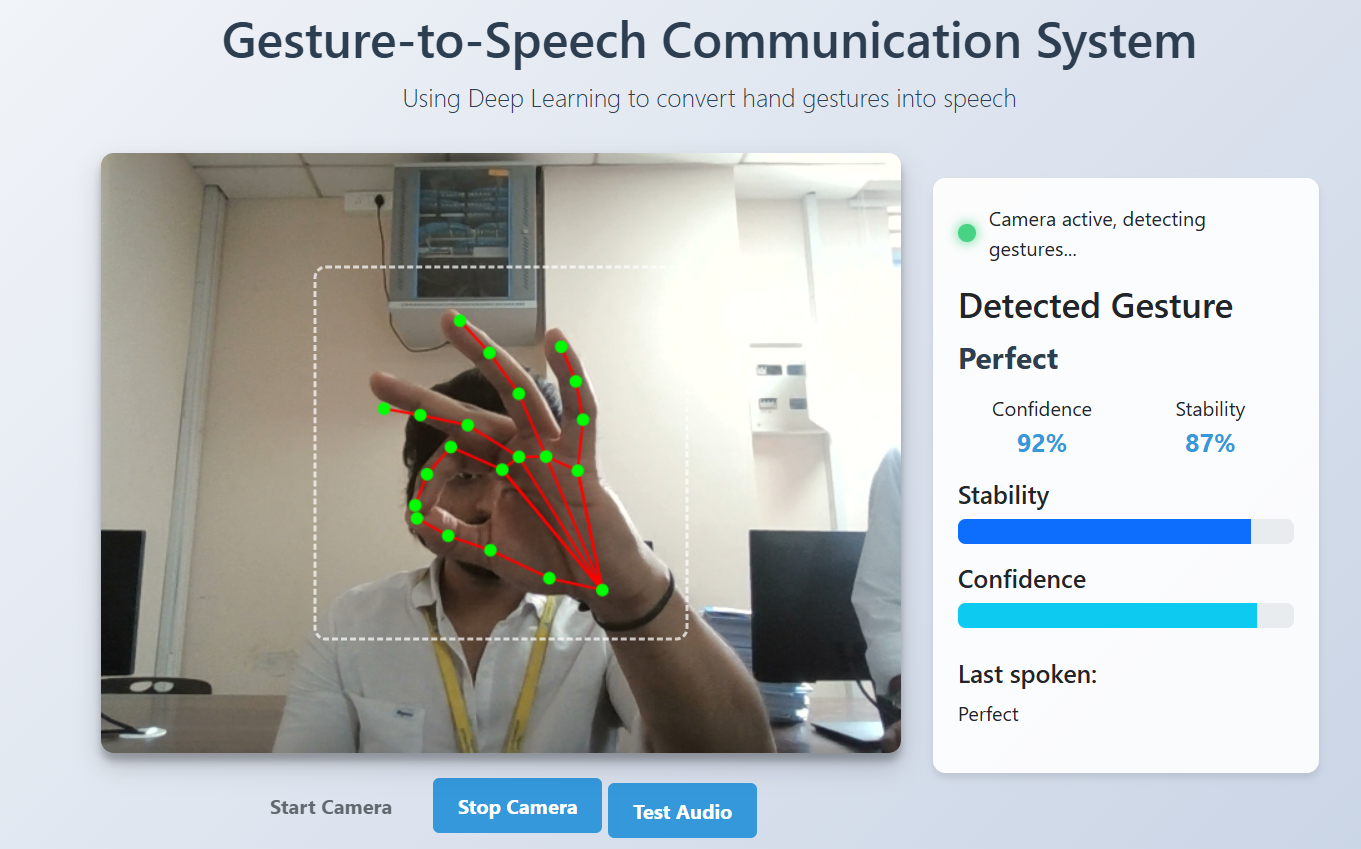 Gesture-to-Speech Communication System
Using Deep Learning to convert hand gestures into speech
Camera active, detecting
gestures...
Detected Gesture
Perfect
Confidence
Stability
92%
87%
Stability
Confidence
Last spoken:
Perfect
Start Camera
Stop Camera
Test Audio